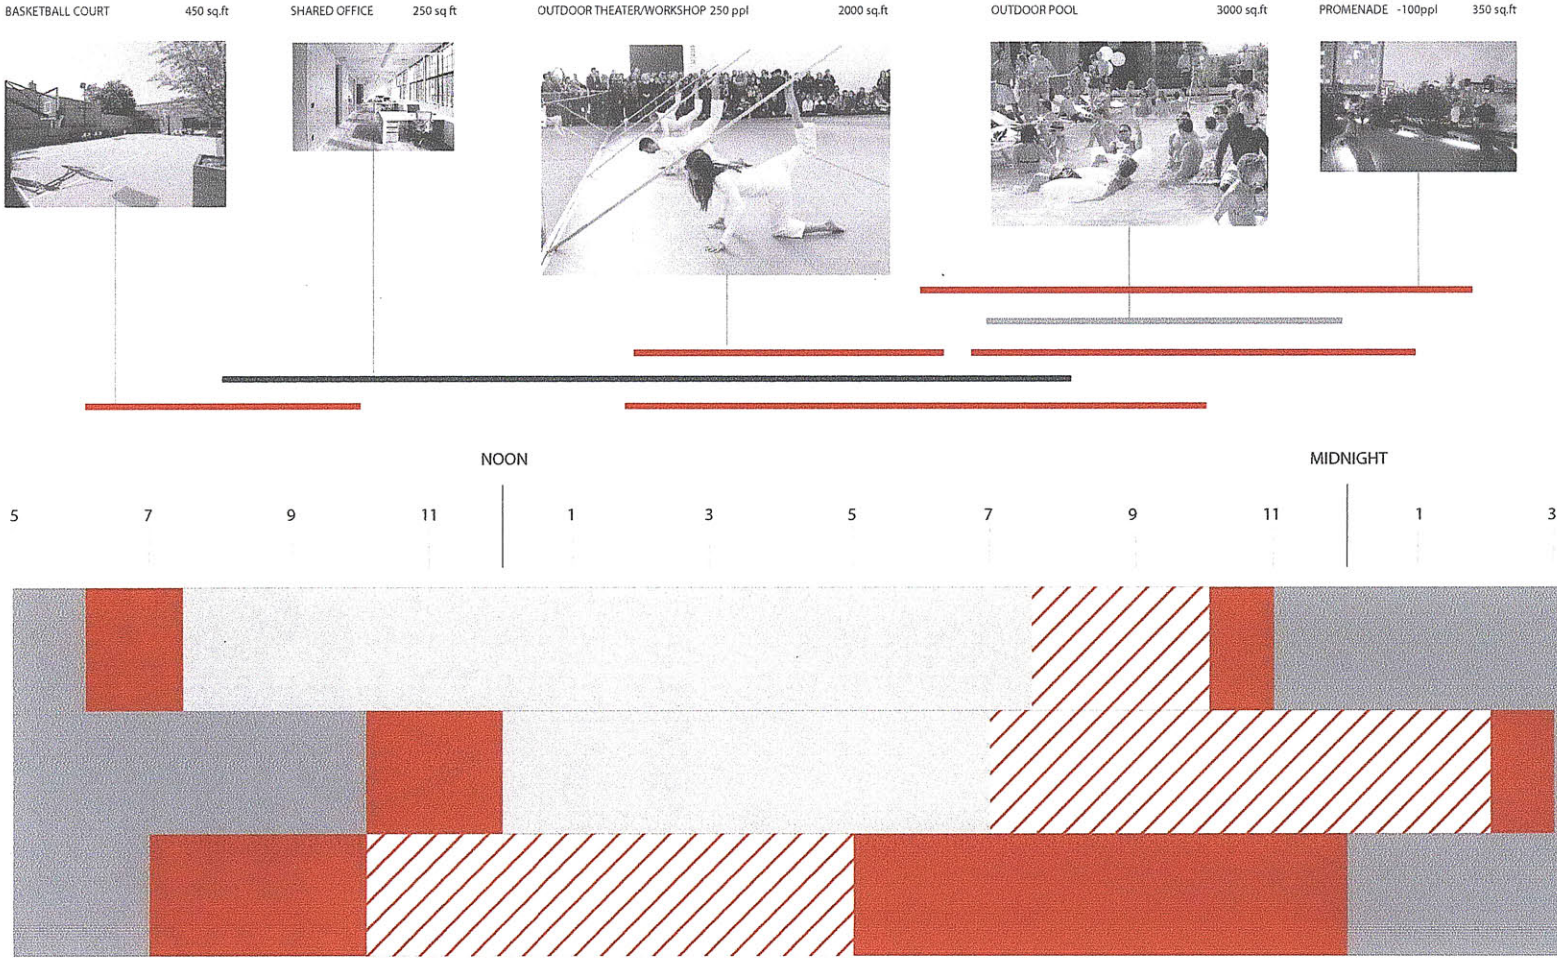 BASKETBALL COURT 450 sq.ft
SHARED OFFICE 250 sq ft
OUTDOOR THEATER/WORKSHOP 250 ppl 2000 sq.ft
OUTDOOR POOL 3000 sq.ft
PROMENADE -100ppl 350 sq.ft
NOON MIDNIGHT
5 7 9 11 1 3 5 7 9 11 1 3